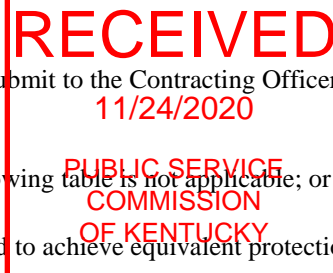 RECEIVED
submit to the Contracting Officer
11/24/2020
wing table is not applicable; or
PUBLIC SERVICE
COMMISSION
OF KENTUCKY
d to achieve equivalent protectio